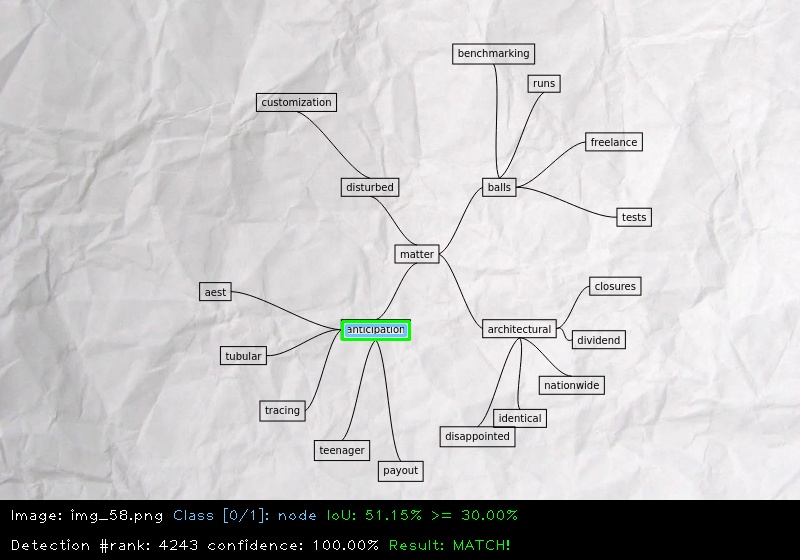 benchmarking
runs
customization
freelance
disturbed
balls
tests
matter
closures
aest
anticipation
architectural
dividend
tubular
nationwide
tracing
identical
disappointed
teenager
payout
Image: img_58.png Class [0/1]: node IoU: 51.15% >= 30.00%
Detection #rank: 4243 confidence: 100.00% Result: MATCH!